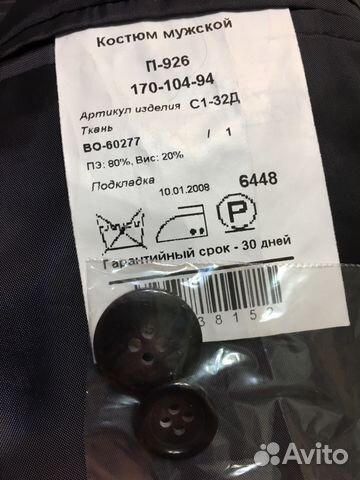 Костюм мужской
П-926
170-104-94
Артикул изделия С1-32Д
Ткань
ВО-60277 / 1
ПЭ: 80%, Вис: 20%
Подкладка 10.01.2008 6448
P
Гарантийный срок - 30 дней
38152
Avito